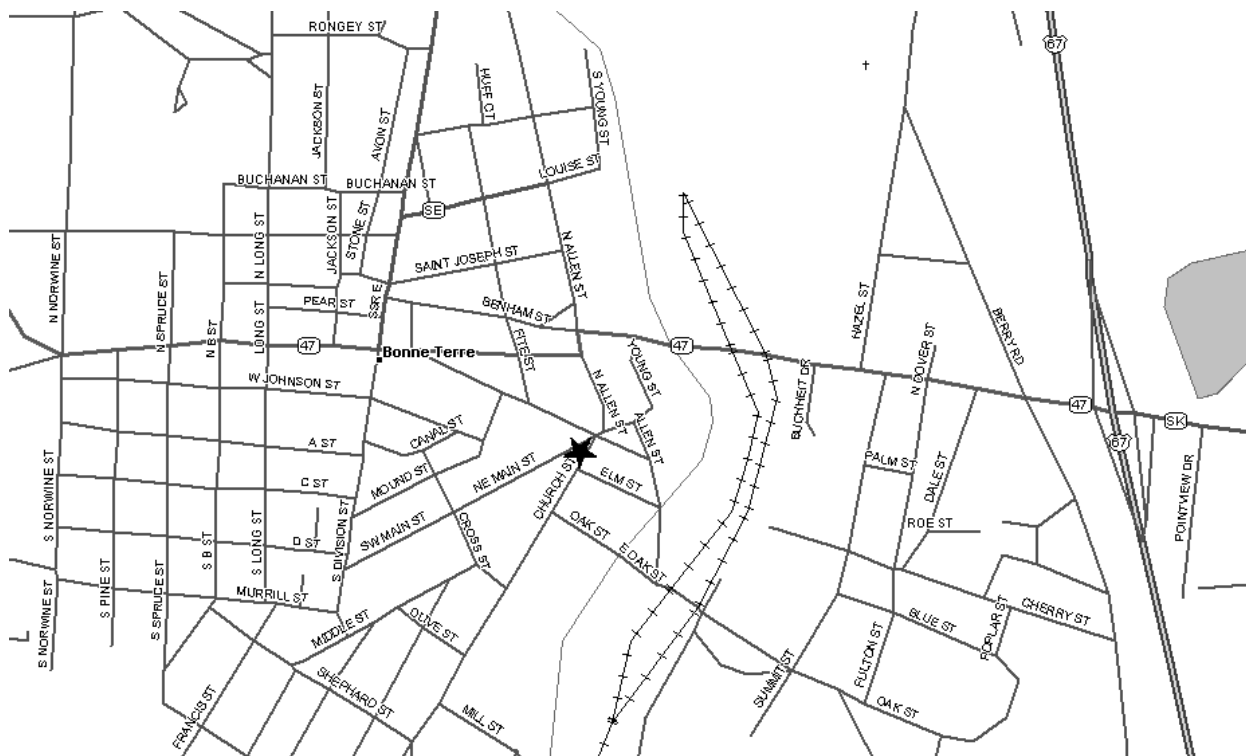 RONGEY ST
67
HUFF CT
S YOUNG ST
JACKSON ST
AVON ST
LOUISE ST
BUCHANAN ST
BUCHANAN ST
SE
N LONG ST
JACKSON ST
STONE ST
N NORWINE ST
SAINT JOSEPH ST
N ALLEN ST
N SPRUCE ST
PEAR ST
SSR E
BENHAM ST
HAZEL ST
BERRY RD
N B ST
LONG ST
47
Bonne Terre
FITE ST
47
YOUNG ST
N DOVER ST
BUCHHEIT DR
W JOHNSON ST
N ALLEN ST
ALLEN ST
47
SK
67
A ST
CANAL ST
PALM ST
DALE ST
POINTVIEW DR
C ST
MOUND ST
NE MAIN ST
CHURCH ST
ELM ST
S NORWINE ST
SW MAIN ST
CROSS ST
OAK ST
ROE ST
D ST
S DIVISION ST
E OAK ST
S B ST
S LONG ST
S PINE ST
S SPRUCE ST
MURRILL ST
S NORWINE ST
MIDDLE ST
OLIVE ST
BLUE ST
POPLAR ST
CHERRY ST
FULTON ST
SUMMIT ST
SHEPHARD ST
FRANCIS ST
MILL ST
OAK ST